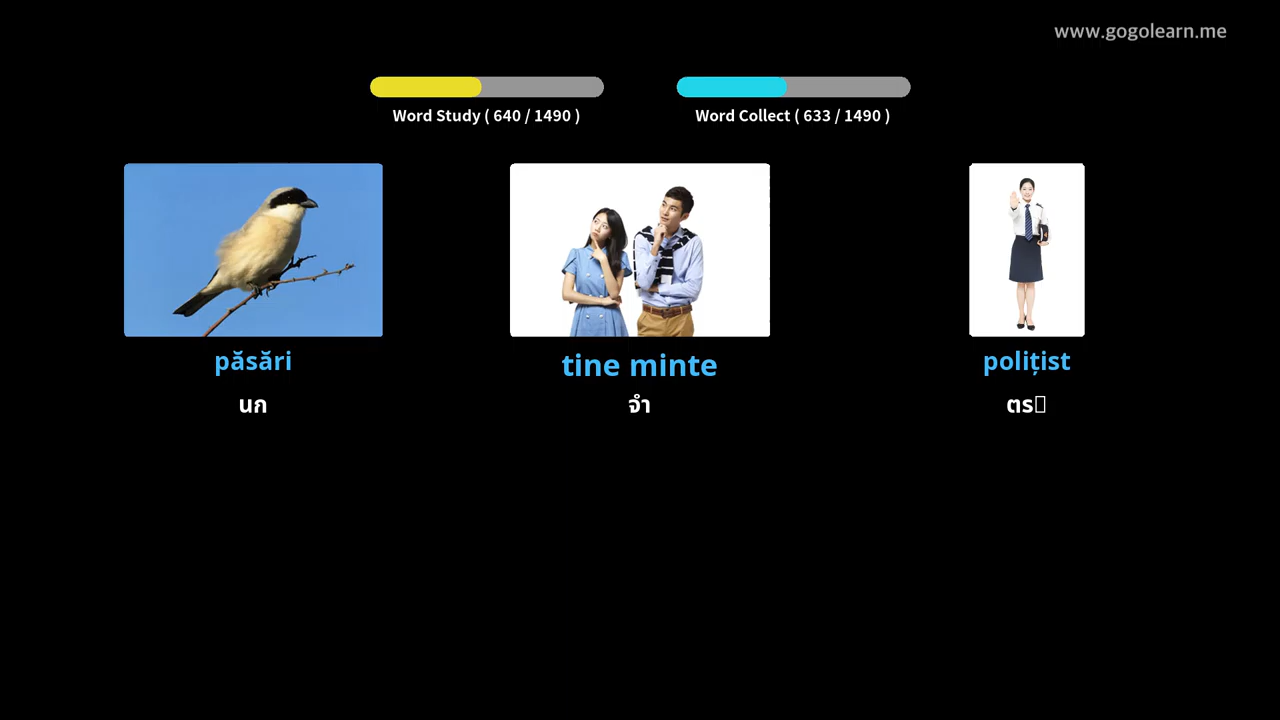 www.gogolearn.me
Word Study ( 640 / 1490 )
Word Collect ( 633 / 1490 )
păsări
tine minte
polițist
นก
จำ
ตร